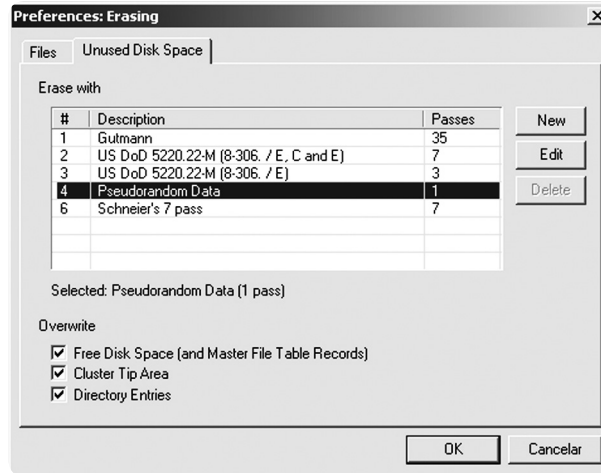 Preferences: Erasing
Files Unused Disk Space
Erase with
# Description Passes
1 Gutmann 35
2 US DoD 5220.22-M (8-306. / E, C and E) 7
3 US DoD 5220.22-M (8-306. / E) 3
4 Pseudorandom Data 1
6 Schneier's 7 pass 7
New
Edit
Delete
Selected: Pseudorandom Data (1 pass)
Overwrite
Free Disk Space (and Master File Table Records)
Cluster Tip Area
Directory Entries
OK Cancelar